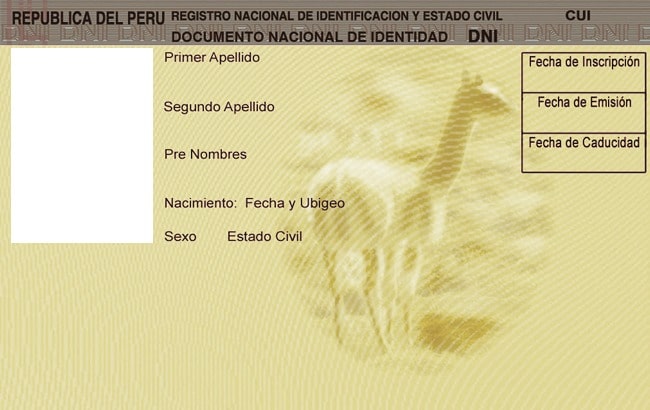 REPUBLICA DEL PERU REGISTRO NACIONAL DE IDENTIFICACION Y ESTADO CIVIL CUI
DOCUMENTO NACIONAL DE IDENTIDAD DNI
Primer Apellido
Fecha de Inscripción
Segundo Apellido
Fecha de Emisión
Pre Nombres
Fecha de Caducidad
Nacimiento: Fecha y Ubigeo
Sexo Estado Civil